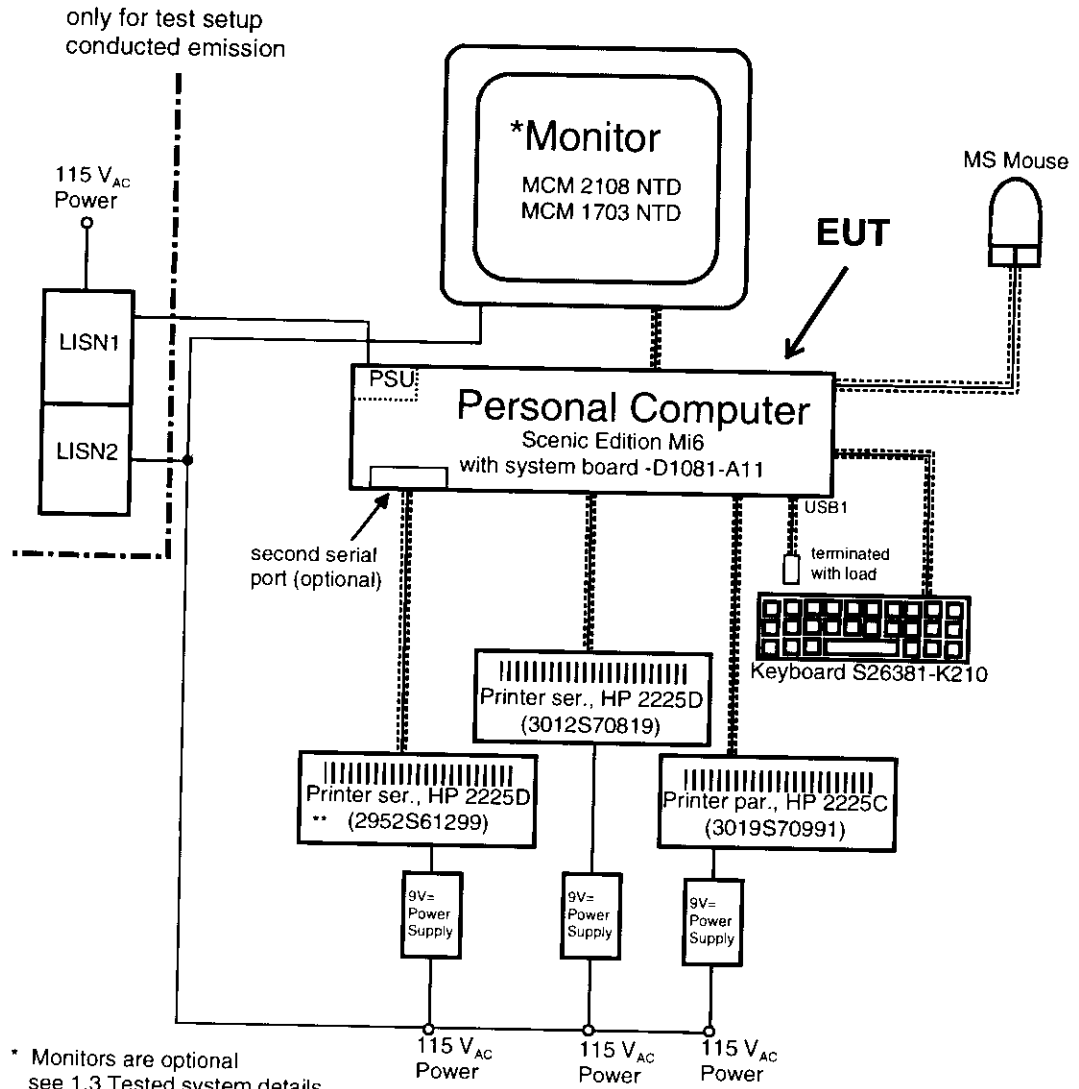 only for test setup
conducted emission
*Monitor
MCM 2108 NTD
MCM 1703 NTD
MS Mouse
115 VAC
Power
EUT
LISN1
LISN2
PSU
Personal Computer
Scenic Edition Mi6
with system board -D1081-A11
USB1
second serial
port (optional)
terminated
with load
Keyboard S26381-K210
Printer ser., HP 2225D
(3012S70819)
Printer ser., HP 2225D
** (2952S61299)
Printer par., HP 2225C
(3019S70991)
9V=
Power
Supply
9V=
Power
Supply
9V=
Power
Supply
115 VAC
Power
115 VAC
Power
115 VAC
Power
* Monitors are optional
see 1.3 Tested system details